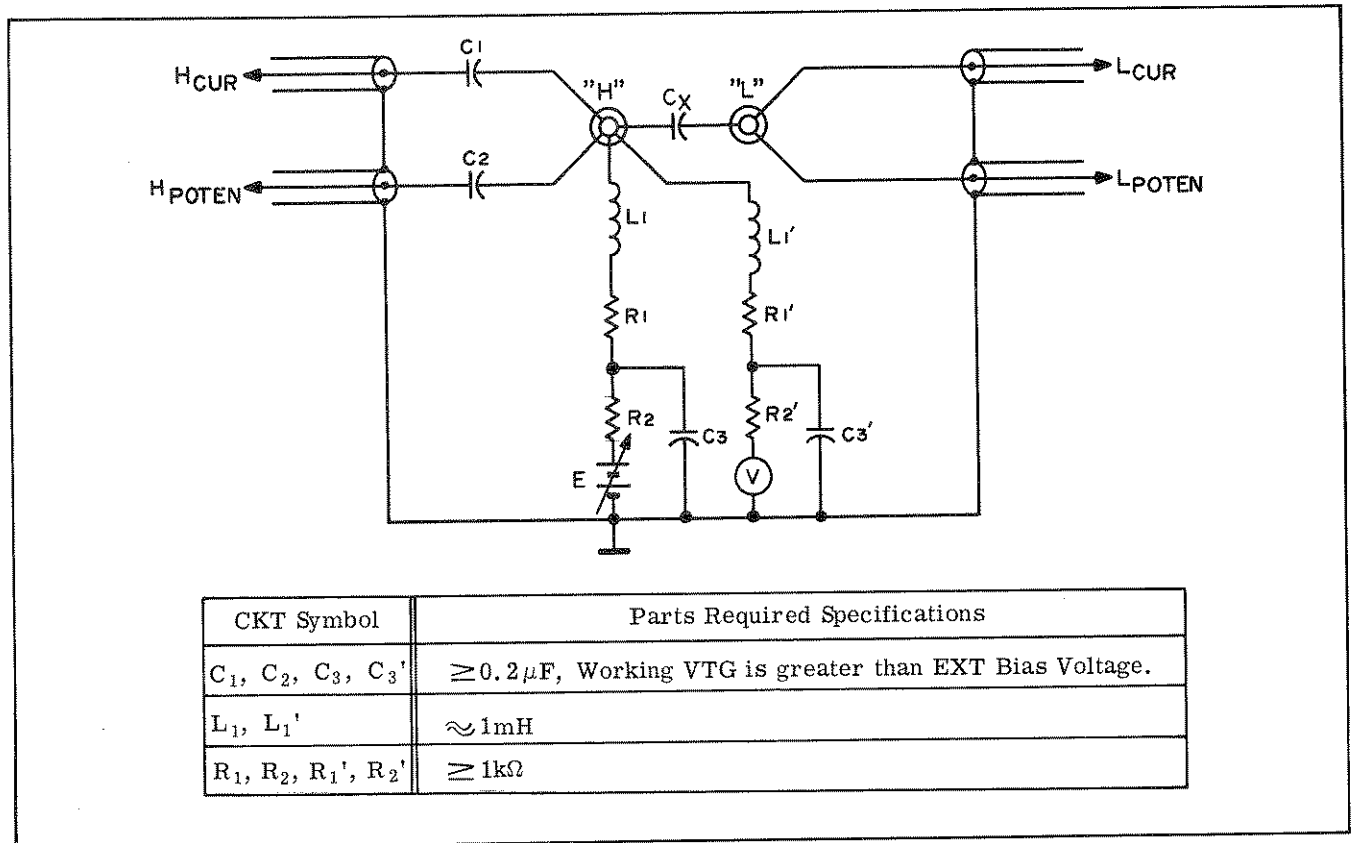 C1
HCUR
"H"
CX
"L"
LCUR
C2
HPOTEN
LPOTEN
L1
L1'
R1
R1'
R2
C3
R2'
C3'
E
V
CKT Symbol Parts Required Specifications
C₁, C₂, C₃, C₃' ≥0.2μF, Working VTG is greater than EXT Bias Voltage.
L₁, L₁' ≈1mH
R₁, R₂, R₁', R₂' ≥1kΩ